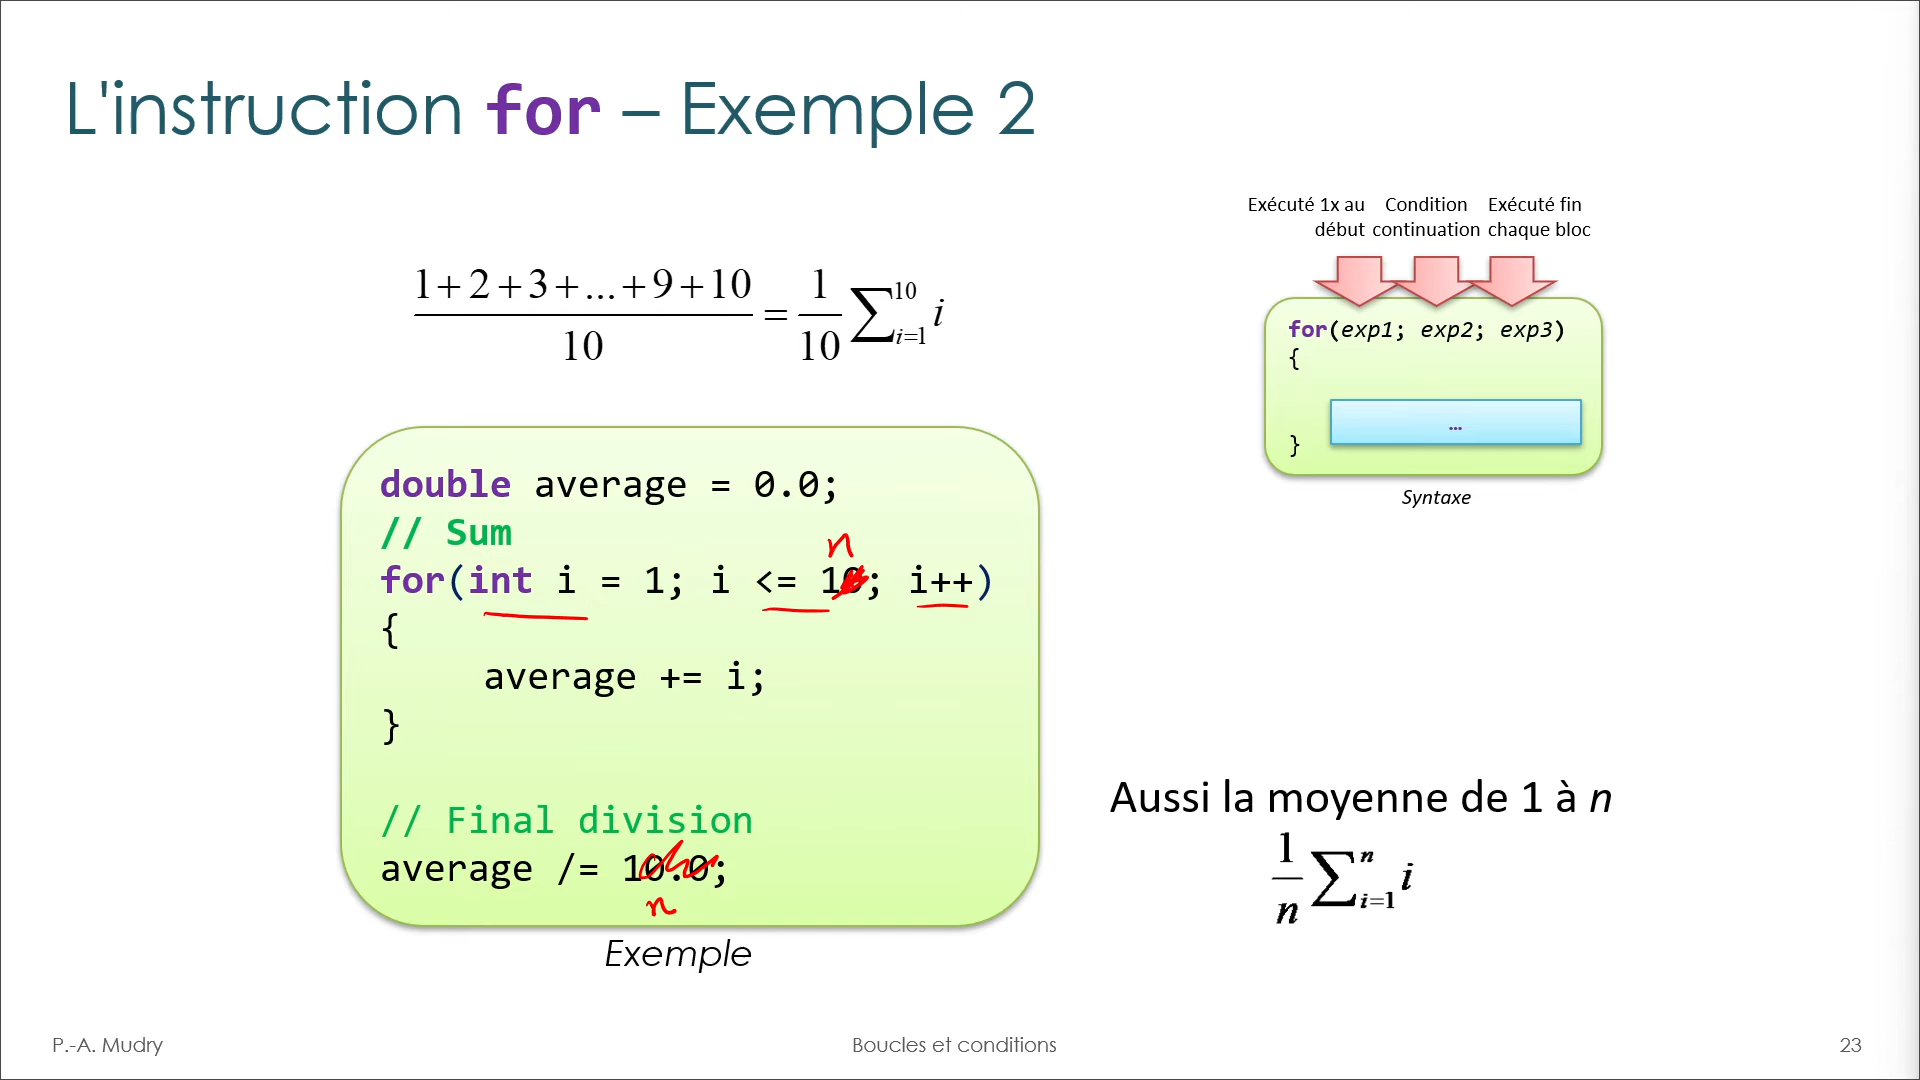 L'instruction for – Exemple 2
Exécuté 1x au début
Condition continuation
Exécuté fin chaque bloc
1+2+3+...+9+10
10
= 1/10 ∑ i=1 10 i
for(exp1; exp2; exp3)
{
...
}
Syntaxe
double average = 0.0;
// Sum
n
for(int i = 1; i <= 10; i++)
{
average += i;
}
// Final division
average /= 10.0;
n
Exemple
Aussi la moyenne de 1 à n
1/n ∑ i=1 n i
P.-A. Mudry
Boucles et conditions
23